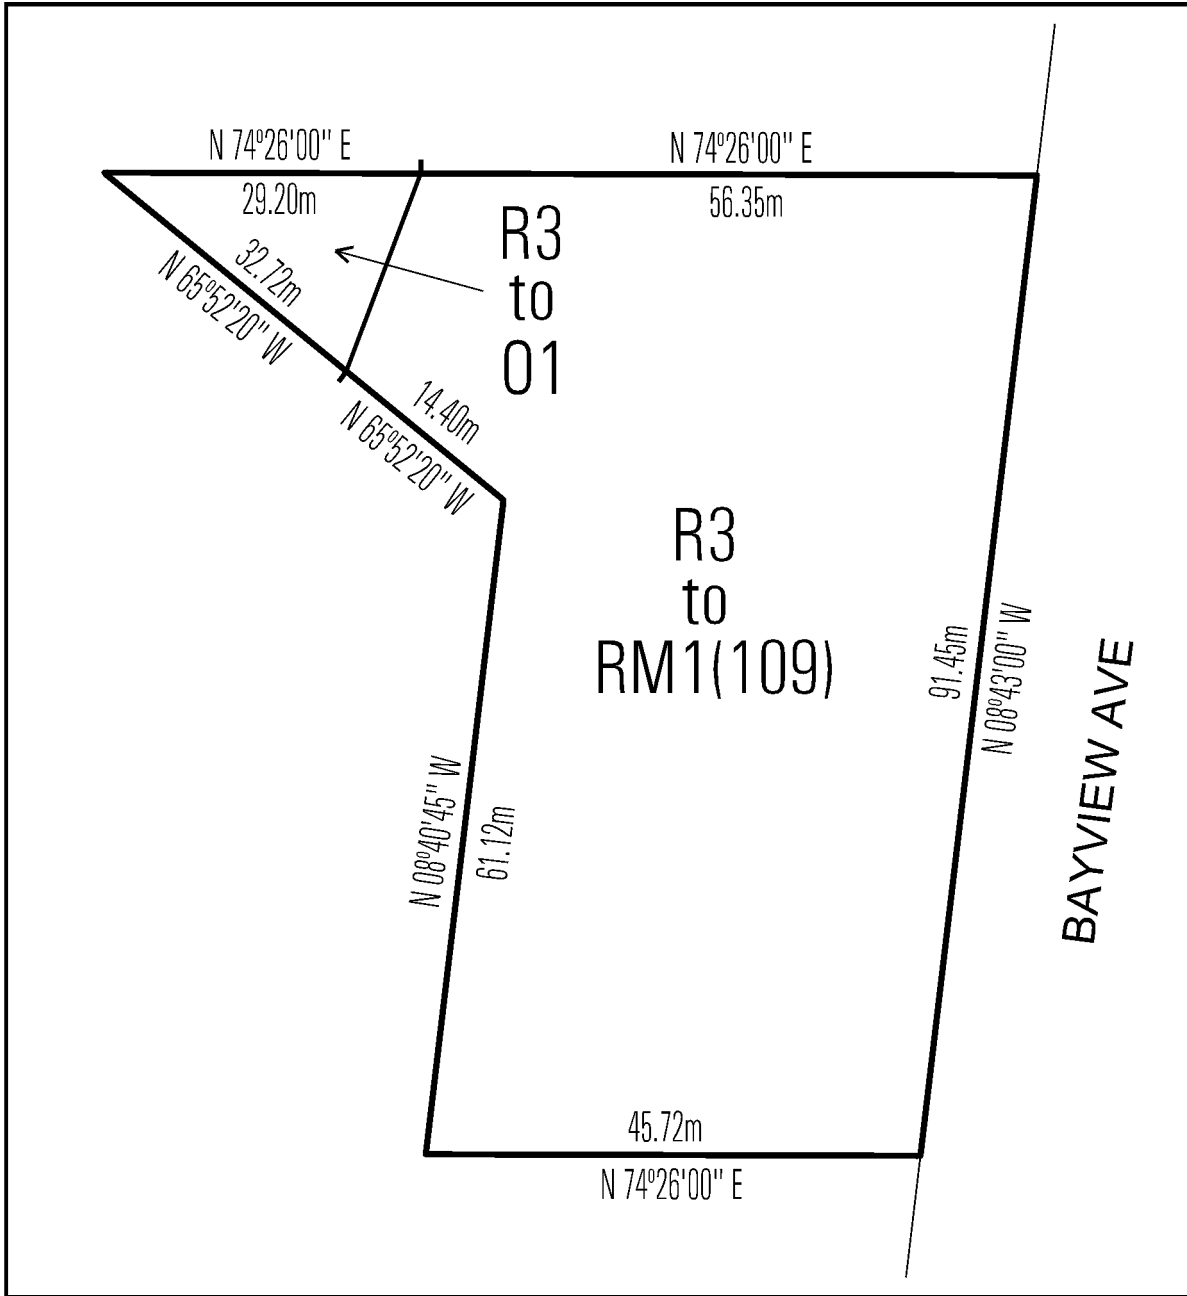 N 74º26'00" E
N 74º26'00" E
29.20m
56.35m
R3
to
O1
32.72m
N 65º52'20" W
14.40m
N 65º52'20" W
R3
to
RM1(109)
91.45m
N 08º43'00" W
BAYVIEW AVE
N 08º40'45" W
61.12m
45.72m
N 74º26'00" E